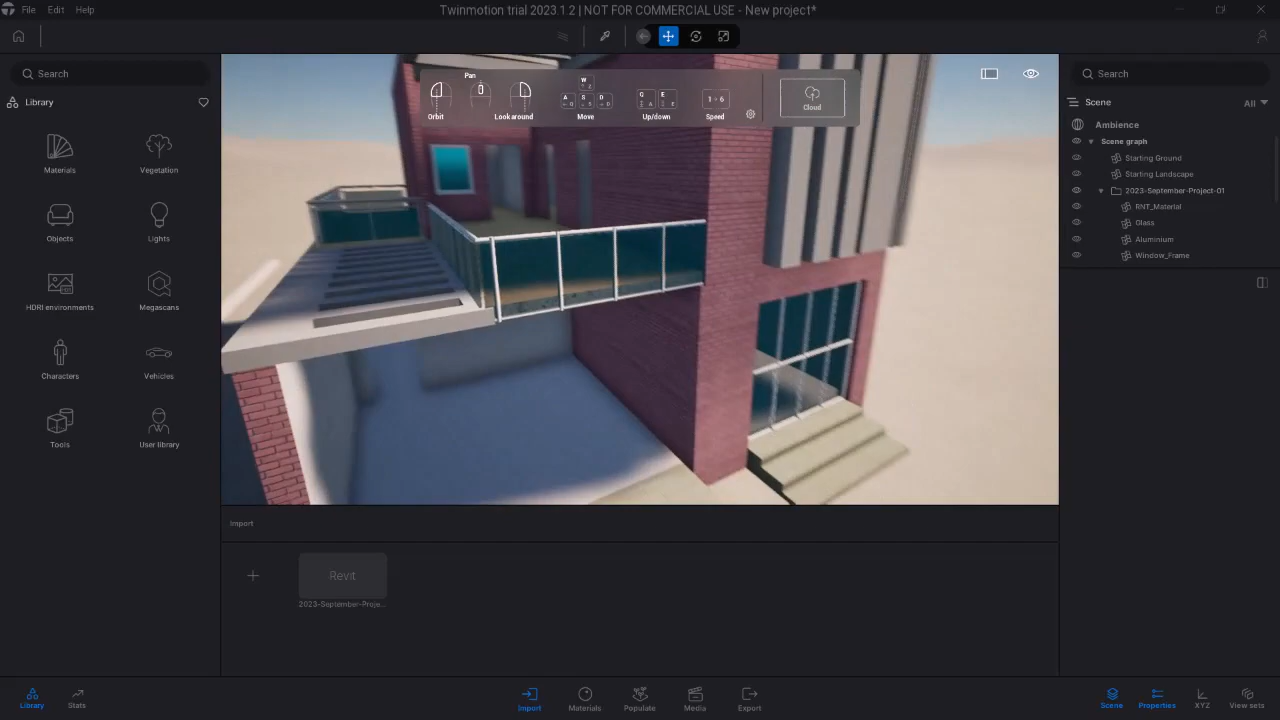 File Edit Help
Twinmotion trial 2023.1.2 | NOT FOR COMMERCIAL USE - New project*
Search
Library
Materials
Vegetation
Objects
Lights
HDRI environments
Megascans
Characters
Vehicles
Tools
User library
Pan
Orbit
Look around
W
A S D
Move
Q E
Up/down
1 ÷ 6
Speed
Cloud
Search
Scene
All
Ambience
Scene graph
Starting Ground
Starting Landscape
2023-September-Project-01
RNT_Material
Glass
Aluminium
Window_Frame
Import
Revit
2023-September-Proje...
Library
Stats
Import
Materials
Populate
Media
Export
Scene
Properties
XYZ
View sets